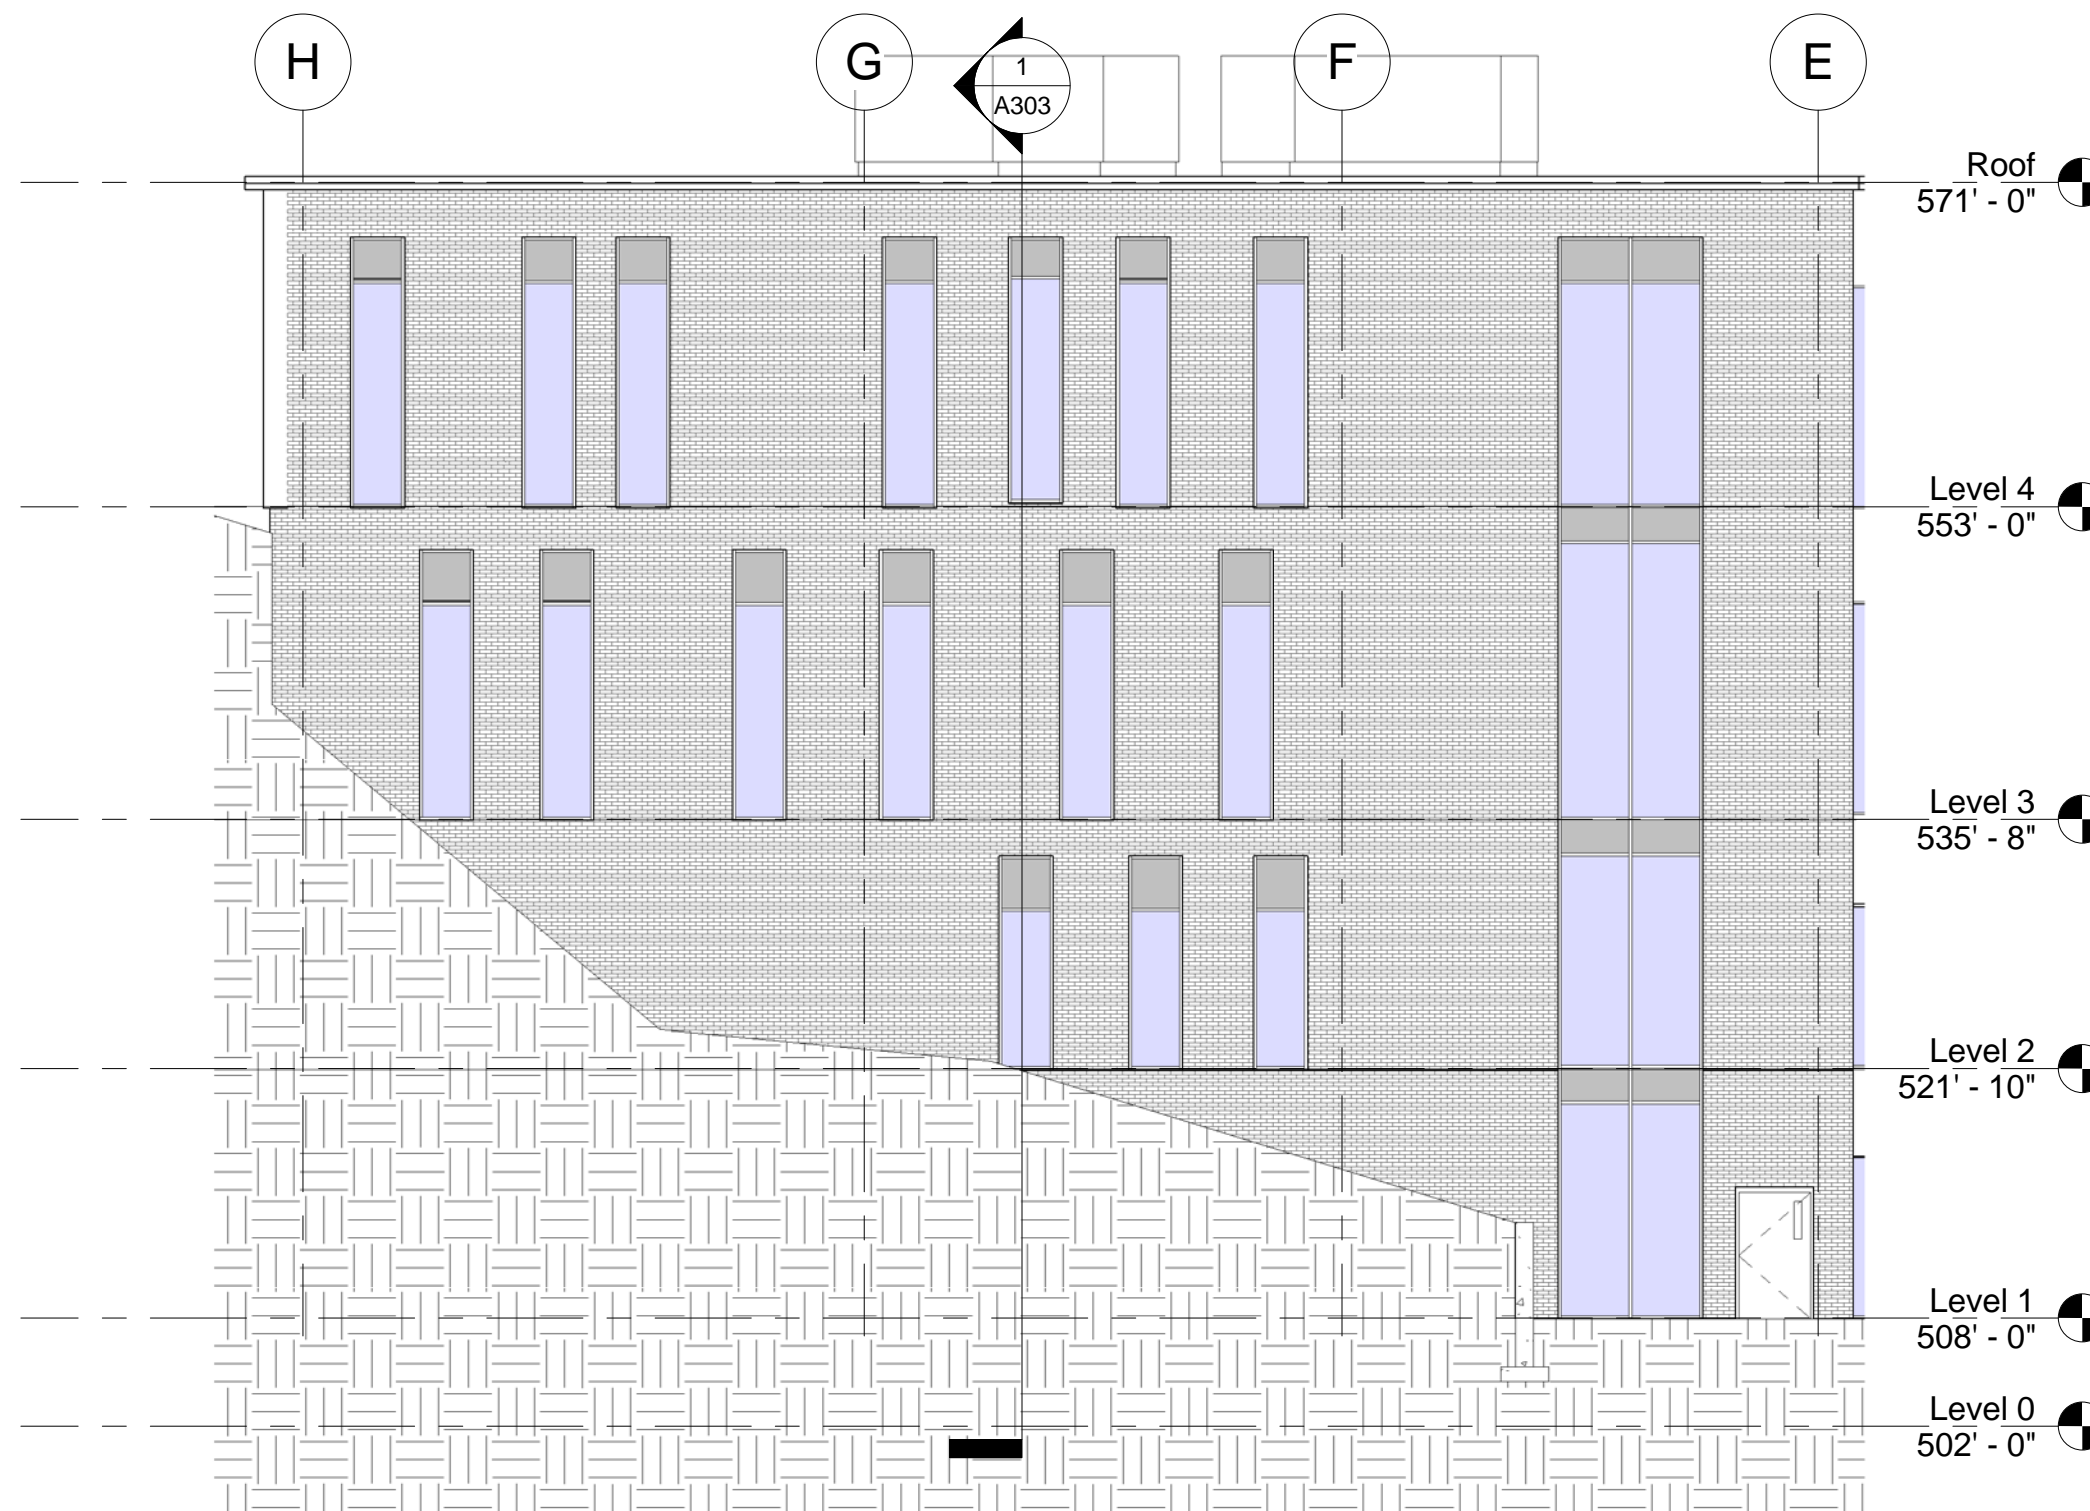 H
G
1
A303
F
E
Roof
571' - 0"
Level 4
553' - 0"
Level 3
535' - 8"
Level 2
521' - 10"
Level 1
508' - 0"
Level 0
502' - 0"